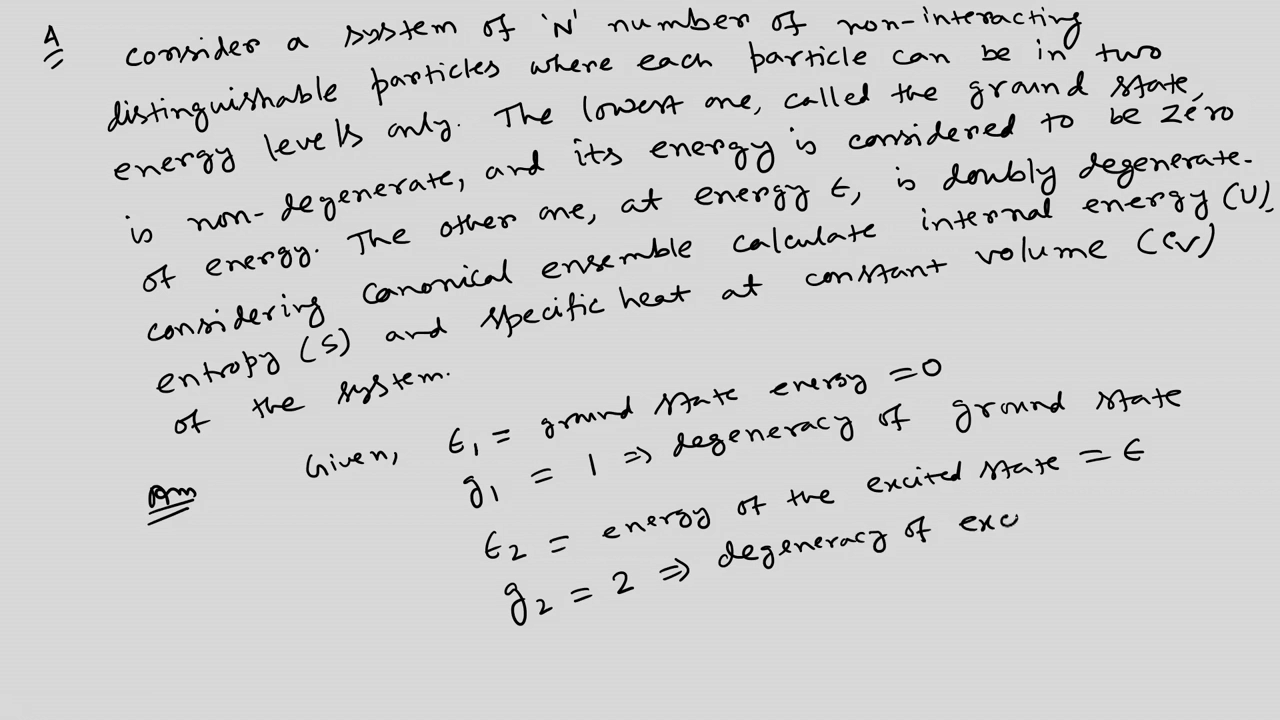 4 consider a system of 'N' number of non-interacting
distinguishable particles where each particle can be in two
energy levels only. The lowest one, called the ground state,
is non-degenerate, and its energy is considered to be zero
of energy. The other one, at energy ϵ, is doubly degenerate.
considering canonical ensemble calculate internal energy (U),
entropy (S) and specific heat at constant volume (Cv)
of the system.
Ans Given, ϵ₁ = ground state energy = 0
g₁ = 1 ⇒ degeneracy of ground state
ϵ₂ = energy of the excited state = ϵ
g₂ = 2 ⇒ degeneracy of exc